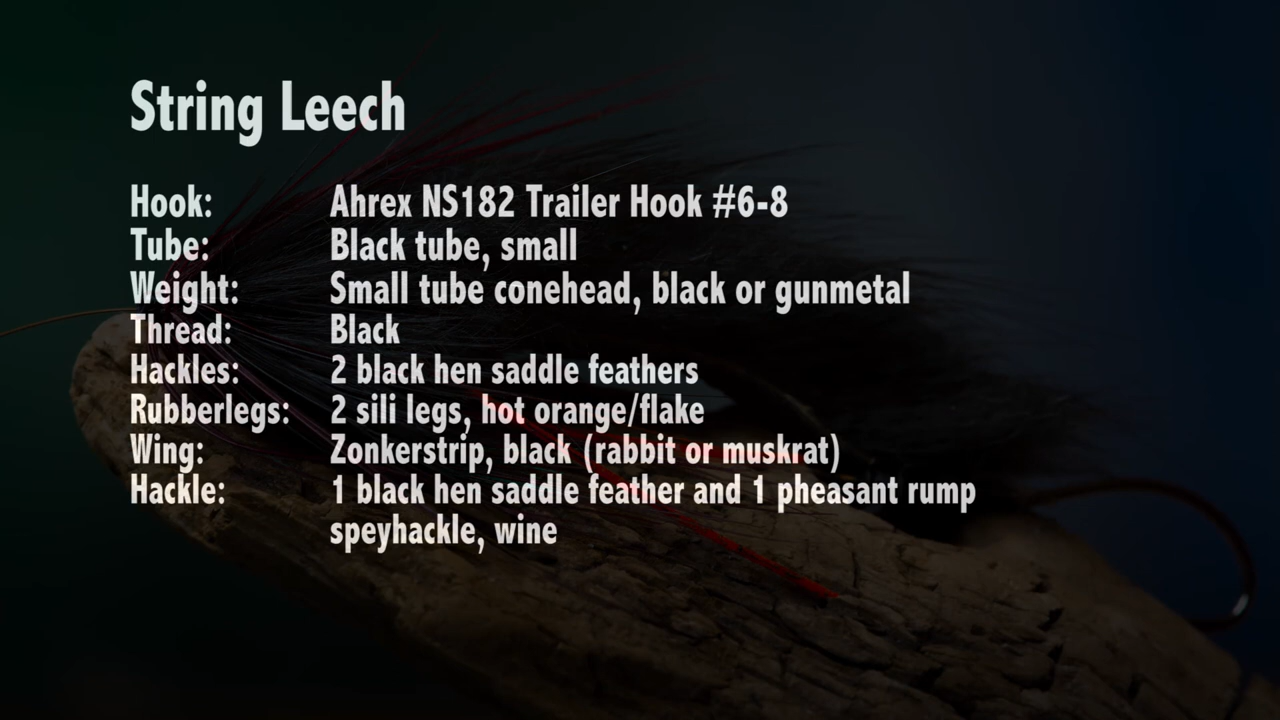 String Leech
Hook: Ahrex NS182 Trailer Hook #6-8
Tube: Black tube, small
Weight: Small tube conehead, black or gunmetal
Thread: Black
Hackles: 2 black hen saddle feathers
Rubberlegs: 2 sili legs, hot orange/flake
Wing: Zonkerstrip, black (rabbit or muskrat)
Hackle: 1 black hen saddle feather and 1 pheasant rump
speyhackle, wine